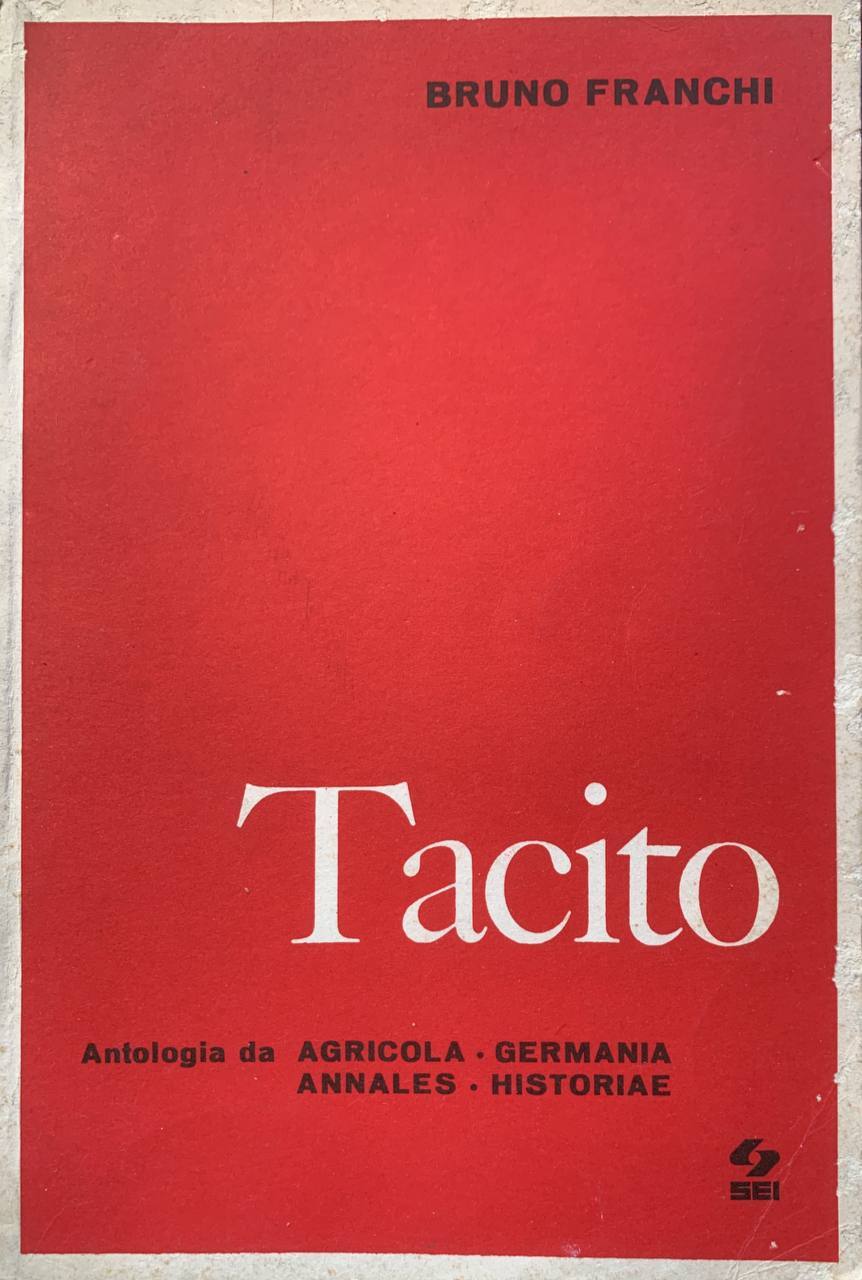 BRUNO FRANCHI
Tacito
Antologia da AGRICOLA · GERMANIA
ANNALES · HISTORIAE
SEI